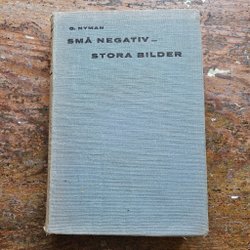 G. NYMAN
SMÅ NEGATIV—
STORA BILDER